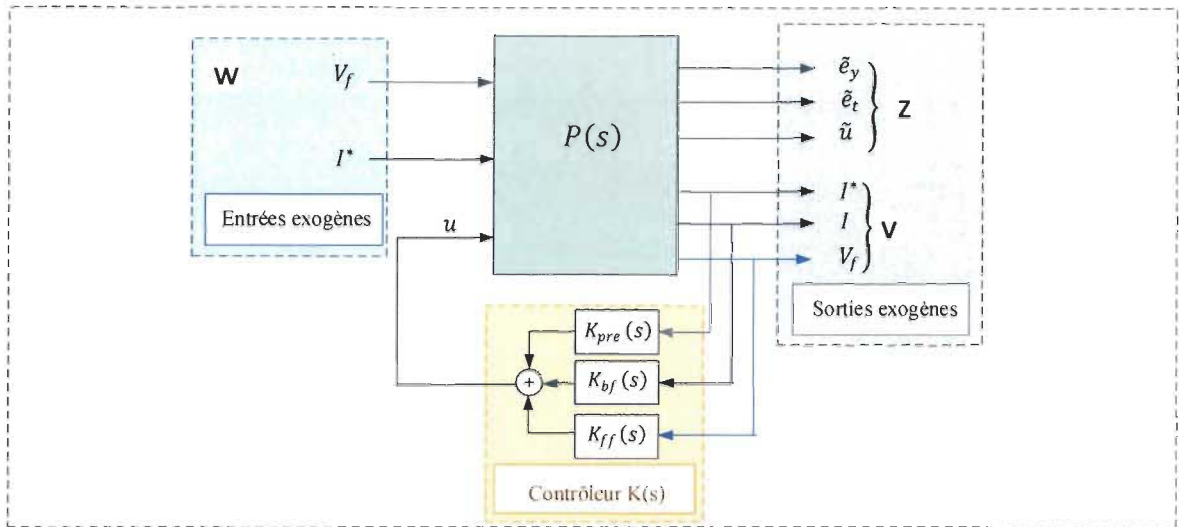 W
V_f
I*
Entrées exogènes
u
P(s)
ẽ_y
ẽ_t
ũ
Z
I*
I
V_f
V
Sorties exogènes
K_pre(s)
K_bf(s)
K_ff(s)
+
Contrôleur K(s)